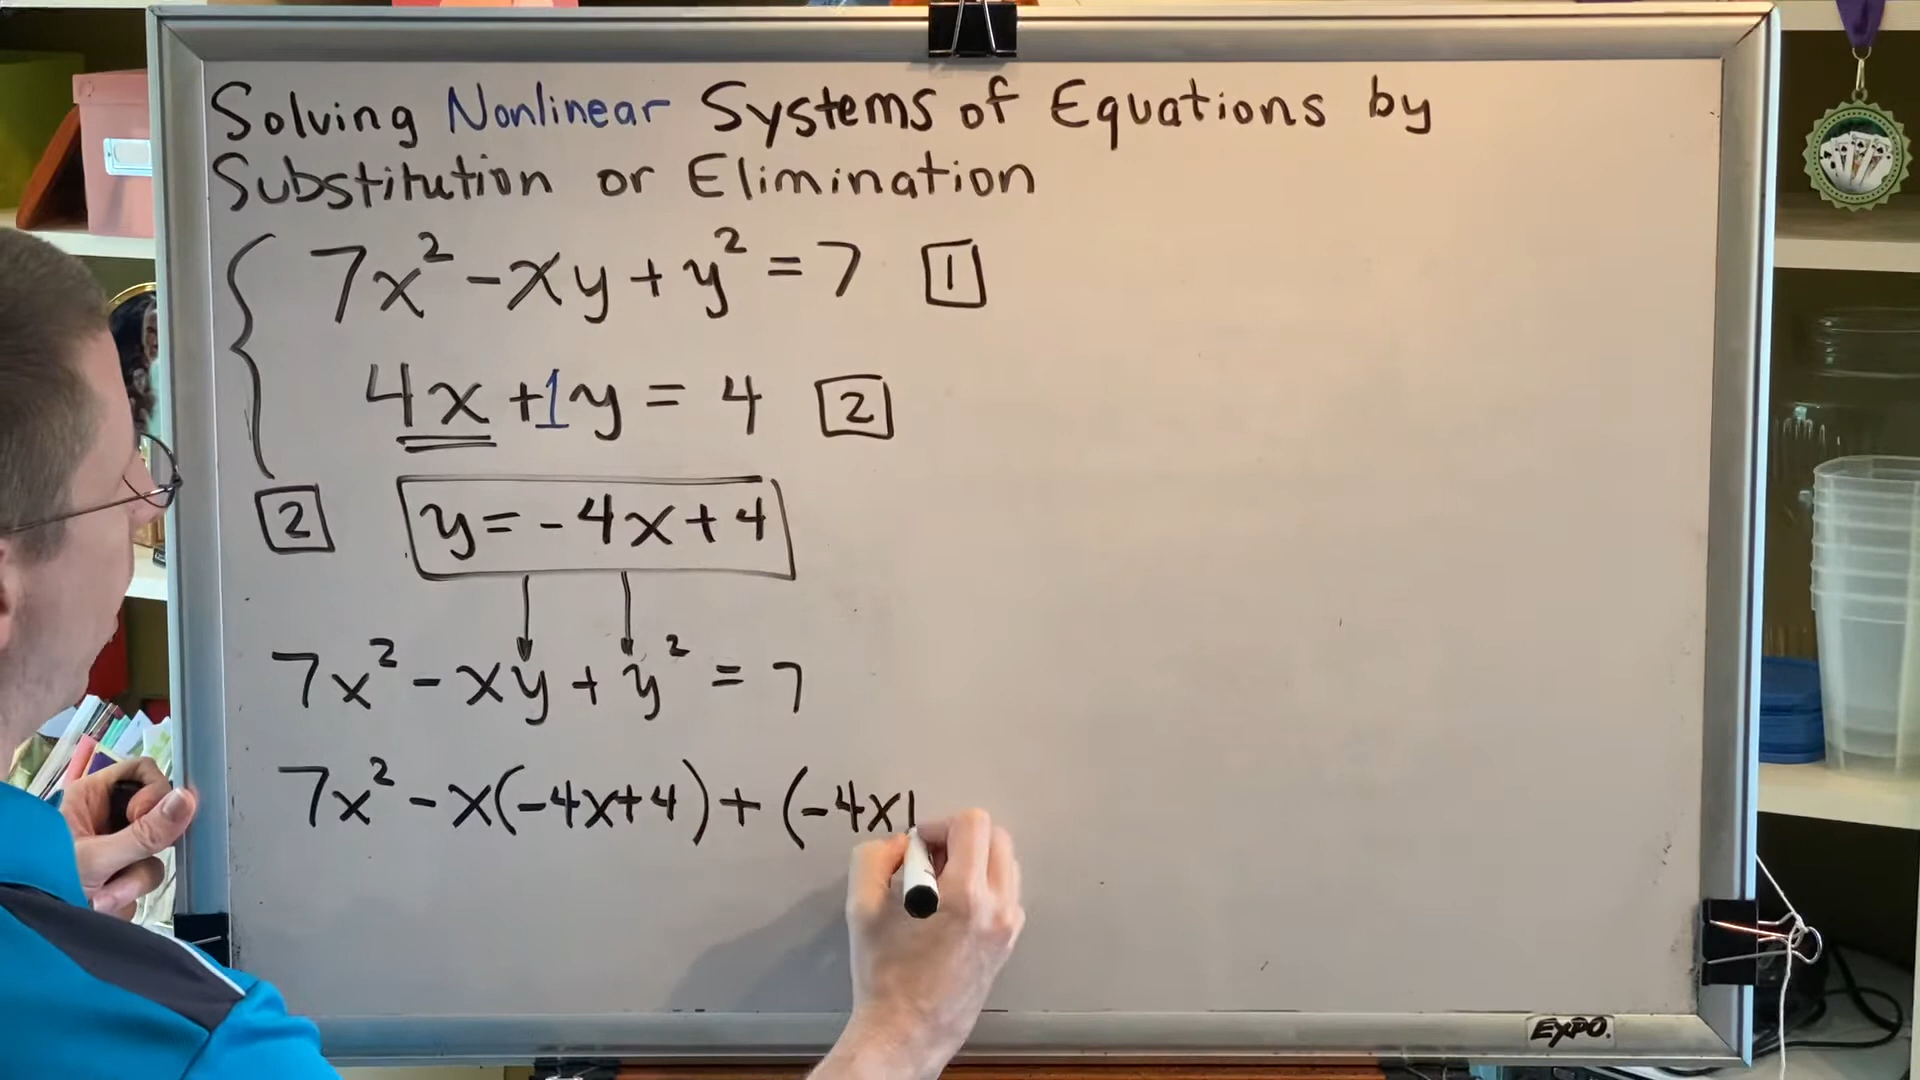 Solving Nonlinear Systems of Equations by
Substitution or Elimination
7x² - xy + y² = 7 1
4x + 1y = 4 2
2 y = -4x + 4
7x² - xy + y² = 7
7x² - x(-4x+4) + (-4x
EXPO.